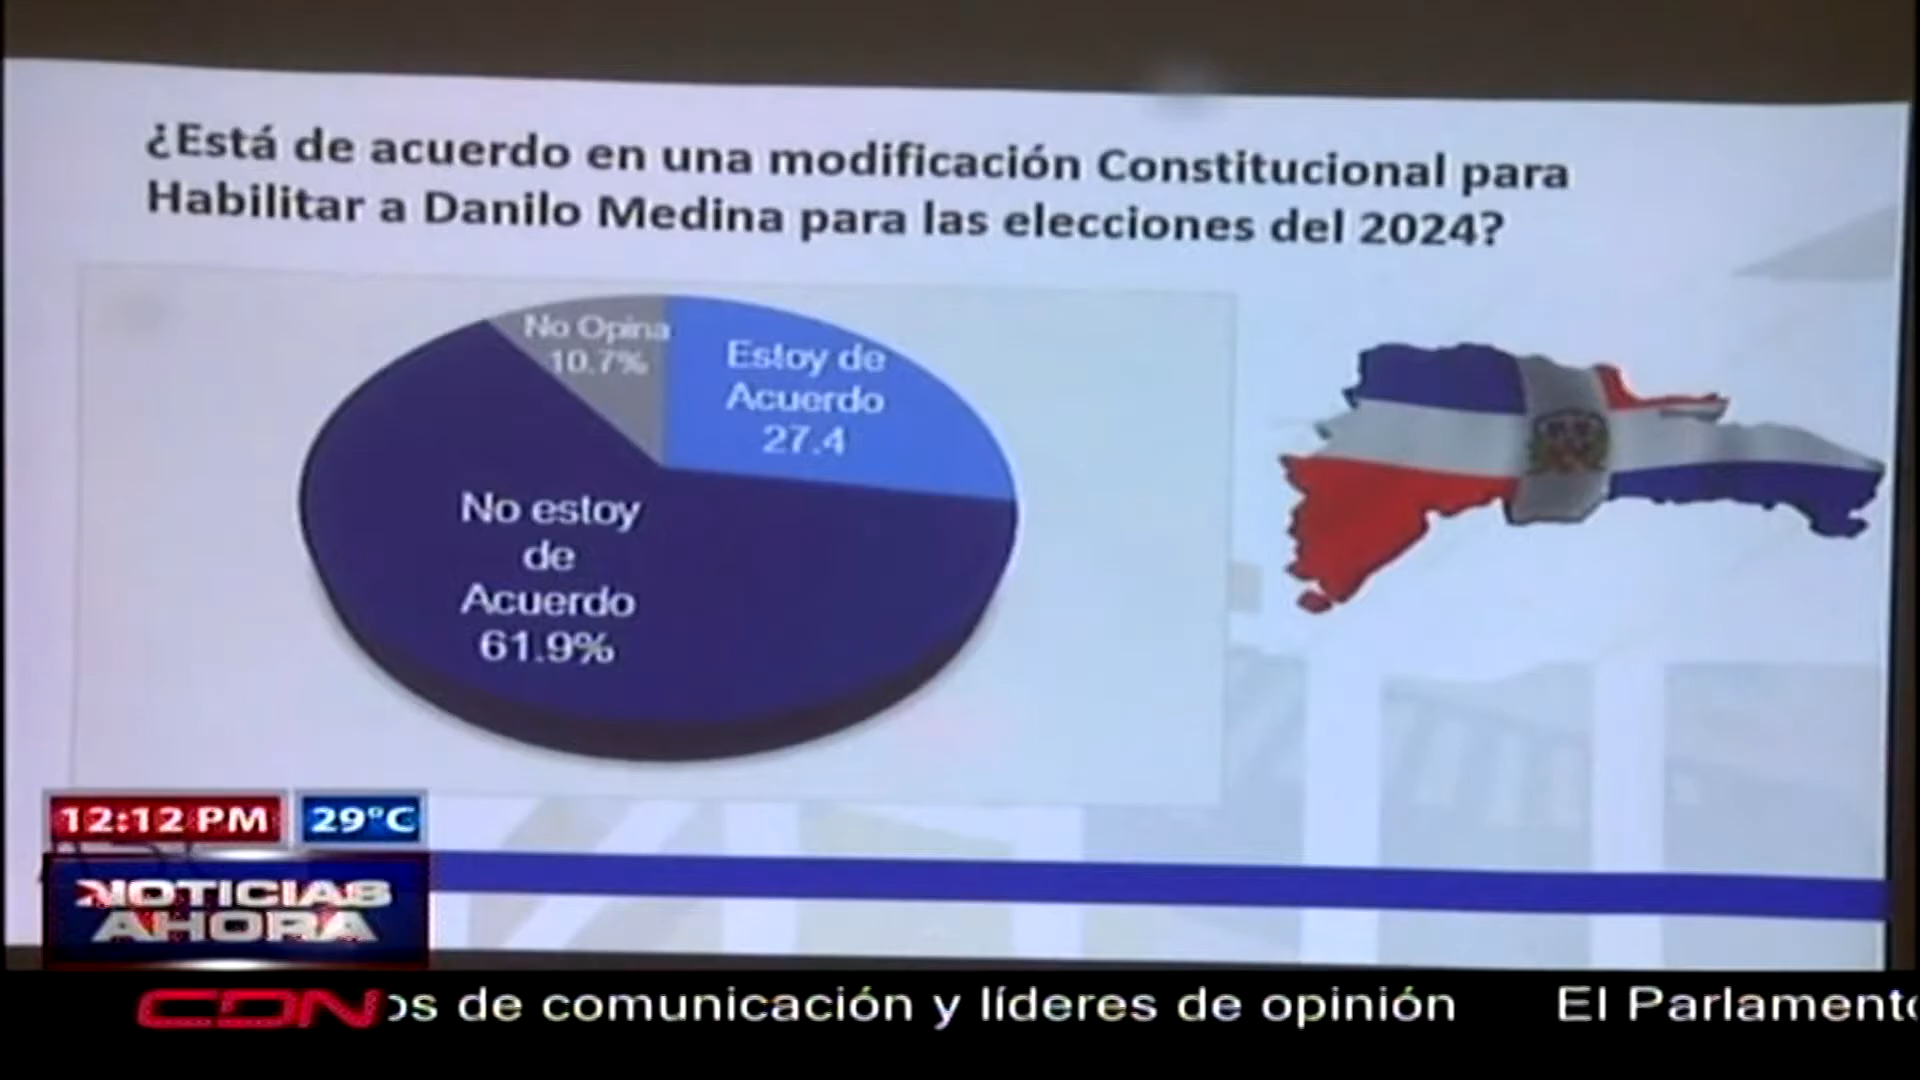 ¿Está de acuerdo en una modificación Constitucional para
Habilitar a Danilo Medina para las elecciones del 2024?
No Opina
10.7%
Estoy de
Acuerdo
27.4
No estoy
de
Acuerdo
61.9%
12:12 PM 29°C
NOTICIAS
AHORA
CDN os de comunicación y líderes de opinión El Parlament